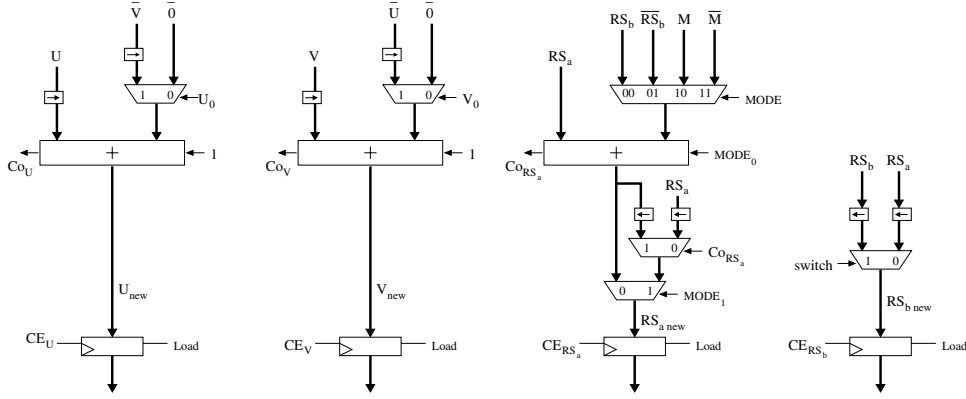 V̅ 0̅
U
1 0
U₀
+
1
Co_U
U_new
CE_U
Load
U̅ 0̅
V
1 0
V₀
+
1
Co_V
V_new
CE_V
Load
RS_b R̅S̅_b M M̅
RS_a
00 01 10 11
MODE
+
MODE₀
Co_RS_a
RS_a
1 0
Co_RS_a
0 1
MODE₁
RS_a new
CE_RS_a
Load
RS_b RS_a
1 0
switch
RS_b new
CE_RS_b
Load